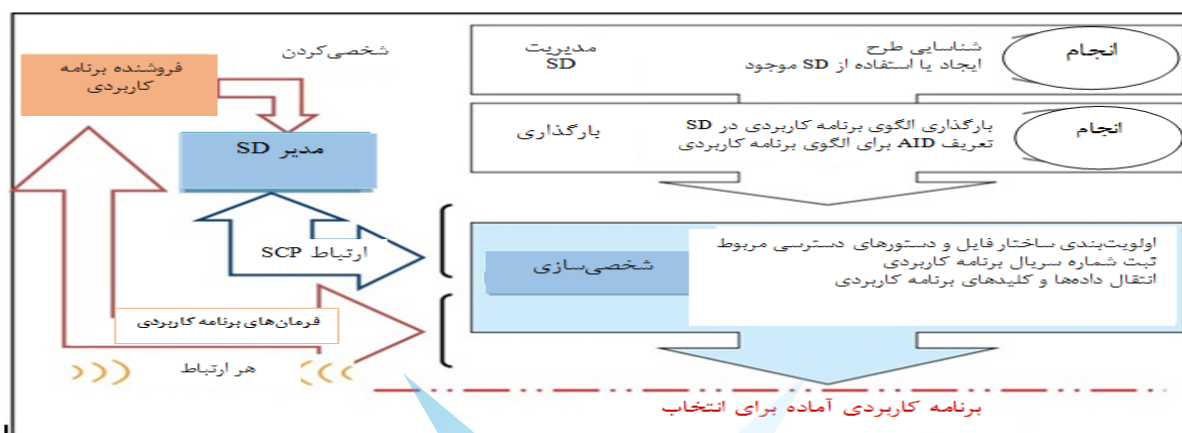 شخصی‌کردن
فروشنده برنامه
کاربردی
مدیر SD
مدیریت
SD
شناسایی طرح
ایجاد یا استفاده از SD موجود
انجام
بارگذاری
بارگذاری الگوی برنامه کاربردی در SD
تعریف AID برای الگوی برنامه کاربردی
انجام
ارتباط SCP
شخصی‌سازی
اولویت‌بندی ساختار فایل و دستورهای دسترسی مربوط
ثبت شماره سریال برنامه کاربردی
انتقال داده‌ها و کلیدهای برنامه کاربردی
فرمان‌های برنامه کاربردی
هر ارتباط
برنامه کاربردی آماده برای انتخاب